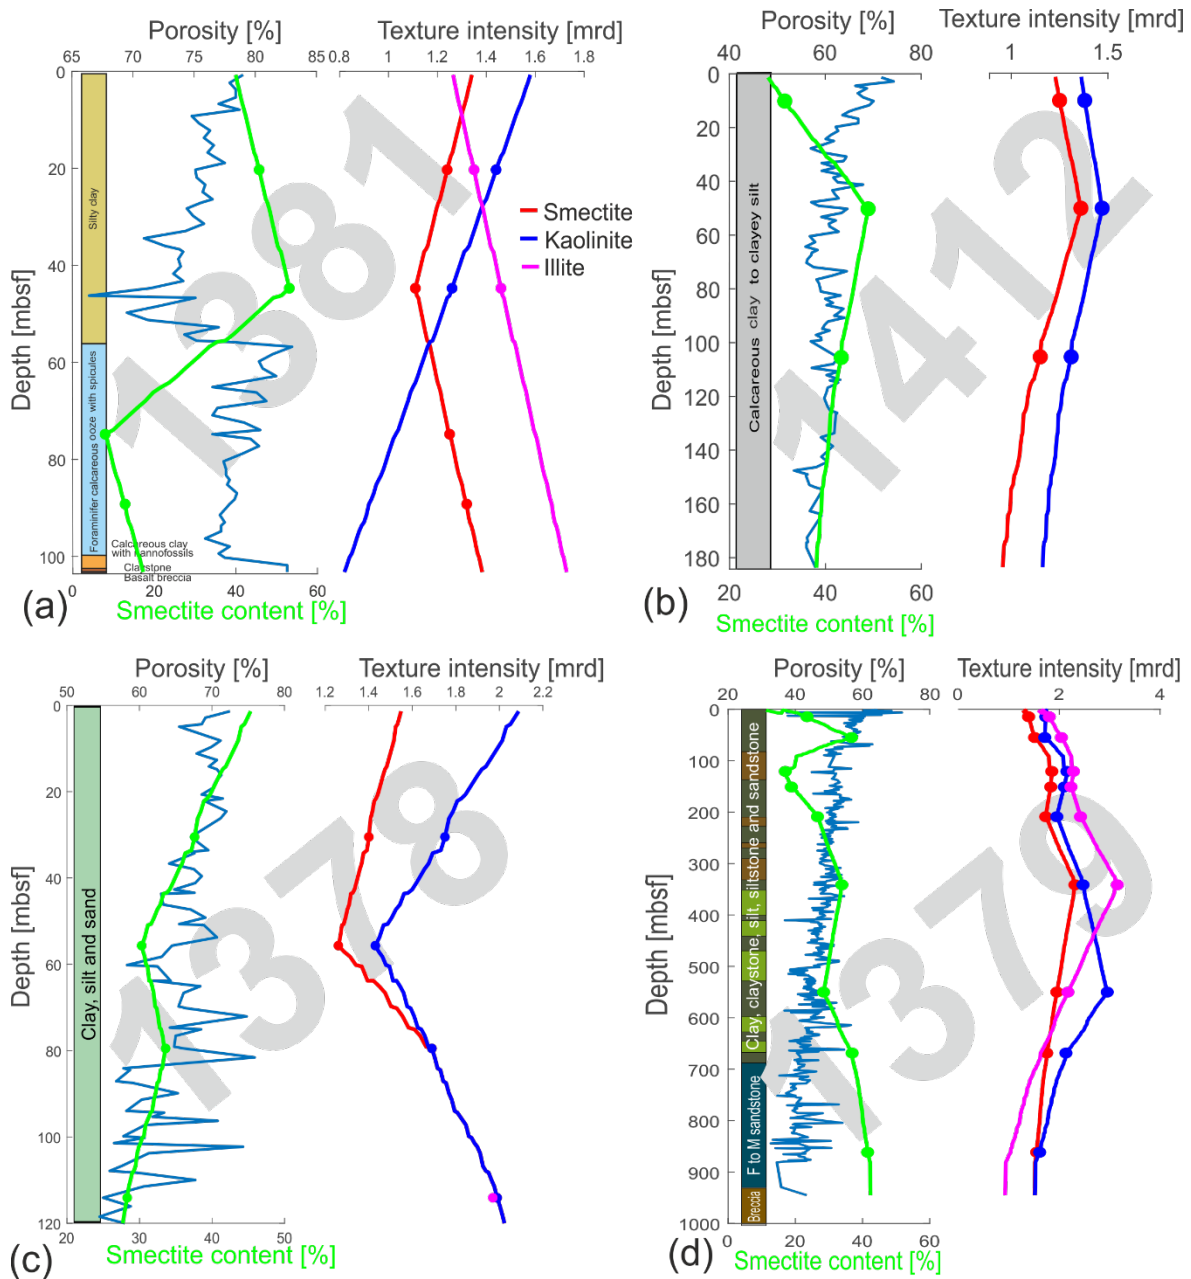 (a)
Porosity [%]
65 70 75 80 85
Texture intensity [mrd]
0.8 1 1.2 1.4 1.6 1.8
Depth [mbsf]
0
20
40
60
80
100
Silty clay
Foraminifer calcareous ooze with spicules
Calcareous clay
with nannofossils
Claystone
Basalt breccia
1381
Smectite
Kaolinite
Illite
0 20 40 60
Smectite content [%]
(b)
Porosity [%]
40 60 80
Texture intensity [mrd]
1 1.5
Depth [mbsf]
0
20
40
60
80
100
120
140
160
180
Calcareous clay to clayey silt
1412
0 20 40 60
Smectite content [%]
(c)
Porosity [%]
50 60 70 80
Texture intensity [mrd]
1.2 1.4 1.6 1.8 2 2.2
Depth [mbsf]
0
20
40
60
80
100
120
Clay, silt and sand
1378
20 30 40 50
Smectite content [%]
(d)
Porosity [%]
20 40 60 80
Texture intensity [mrd]
0 2 4
Depth [mbsf]
0
100
200
300
400
500
600
700
800
900
1000
Clay, claystone, silt, siltstone and sandstone
F to M sandstone
Breccia
1379
0 20 40 60
Smectite content [%]